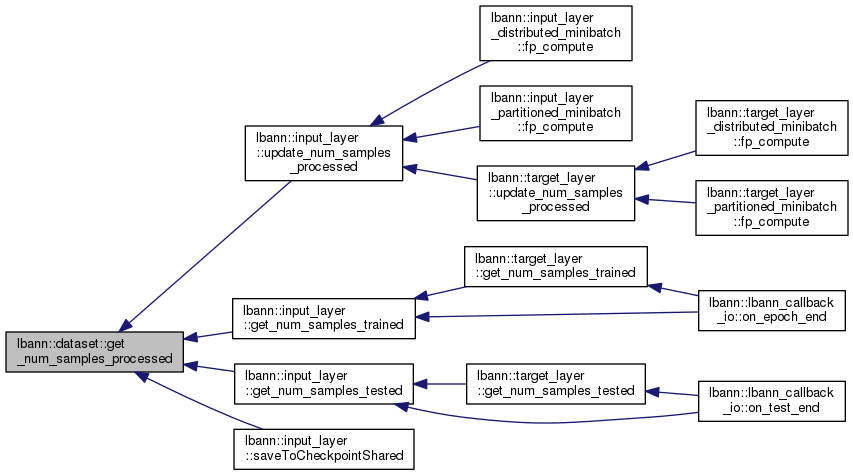 lbann::input_layer
_distributed_minibatch
::fp_compute
lbann::input_layer
_partitioned_minibatch
::fp_compute
lbann::target_layer
_distributed_minibatch
::fp_compute
lbann::input_layer
::update_num_samples
_processed
lbann::target_layer
::update_num_samples
_processed
lbann::target_layer
_partitioned_minibatch
::fp_compute
lbann::target_layer
::get_num_samples_trained
lbann::input_layer
::get_num_samples_trained
lbann::lbann_callback
_io::on_epoch_end
lbann::dataset::get
_num_samples_processed
lbann::input_layer
::get_num_samples_tested
lbann::target_layer
::get_num_samples_tested
lbann::lbann_callback
_io::on_test_end
lbann::input_layer
::saveToCheckpointShared